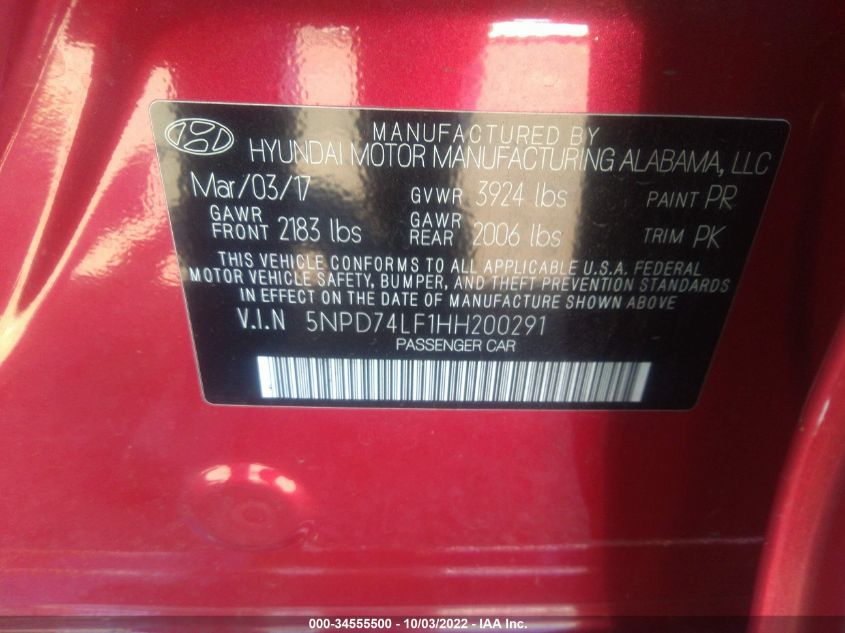 MANUFACTURED BY
HYUNDAI MOTOR MANUFACTURING ALABAMA, LLC
Mar/03/17 GVWR 3924 lbs PAINT PR
GAWR FRONT 2183 lbs GAWR REAR 2006 lbs TRIM PK
THIS VEHICLE CONFORMS TO ALL APPLICABLE U.S.A. FEDERAL
MOTOR VEHICLE SAFETY, BUMPER, AND THEFT PREVENTION STANDARDS
IN EFFECT ON THE DATE OF MANUFACTURE SHOWN ABOVE
V.I.N 5NPD74LF1HH200291
PASSENGER CAR
000-34555500 - 10/03/2022 - IAA Inc.